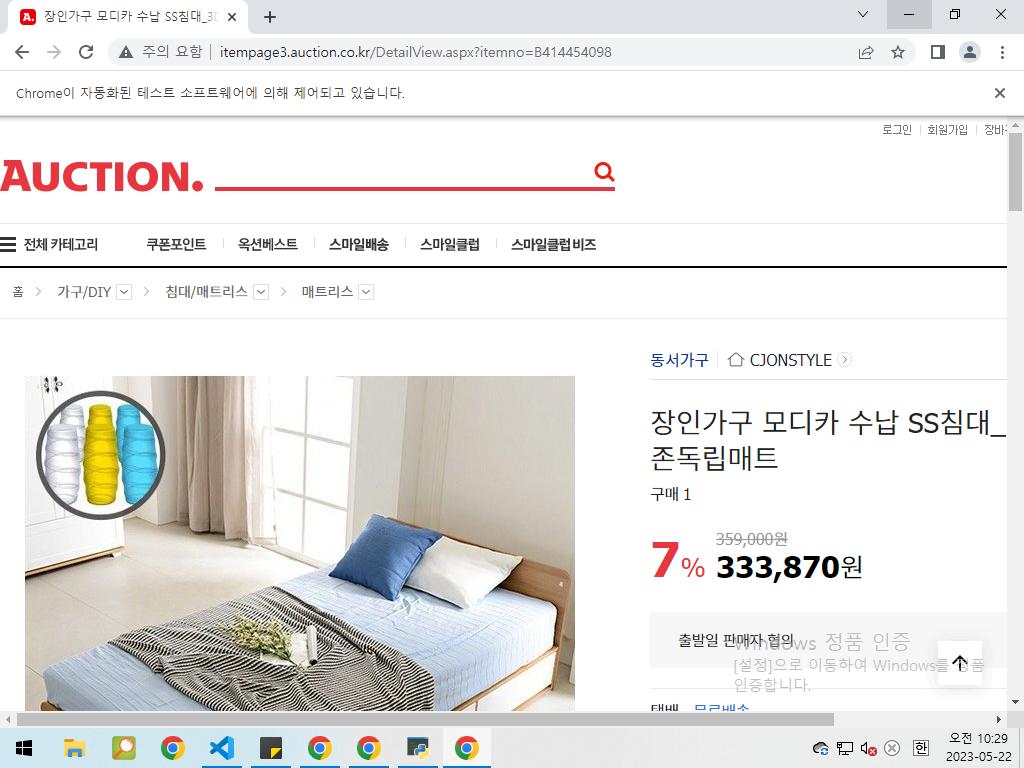 장인가구 모디카 수납 SS침대_3D
주의 요함
itempage3.auction.co.kr/DetailView.aspx?itemno=B414454098
Chrome이 자동화된 테스트 소프트웨어에 의해 제어되고 있습니다.
로그인 회원가입 장바
AUCTION.
전체 카테고리 쿠폰포인트 옥션베스트 스마일배송 스마일클럽 스마일클럽 비즈
홈 가구/DIY 침대/매트리스 매트리스
동서가구 CJONSTYLE
장인가구 모디카 수납 SS침대_
존독립매트
구매 1
359,000원
7% 333,870원
출발일 판매자 협의
Windows 정품 인증
[설정]으로 이동하여 Windows를 정품
인증합니다.
택배 무료배송
한
오전 10:29
2023-05-22